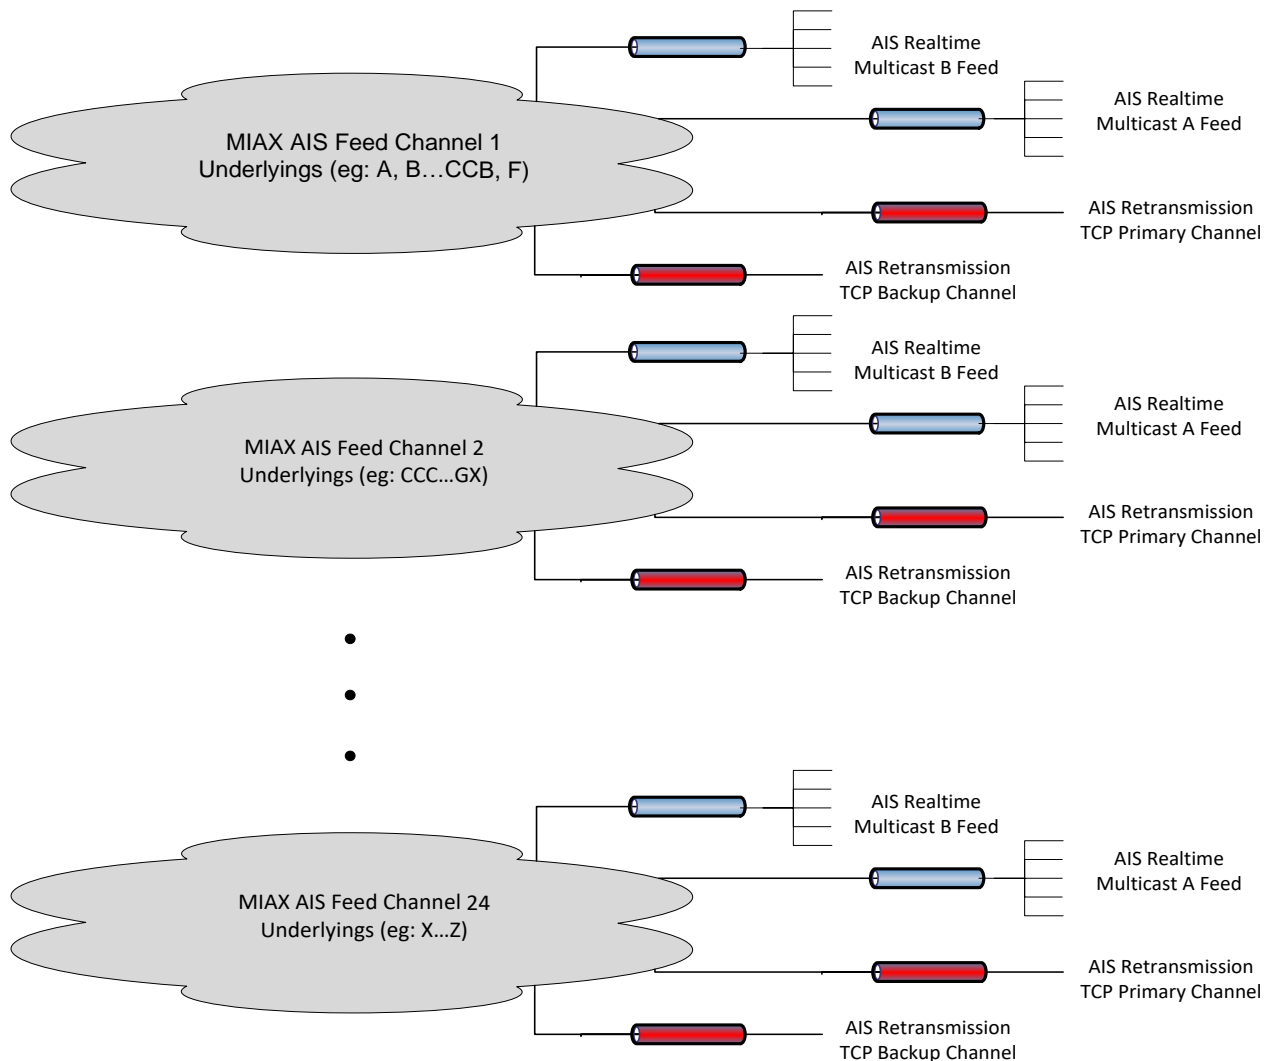 AIS Realtime
Multicast B Feed
AIS Realtime
Multicast A Feed
MIAX AIS Feed Channel 1
Underlyings (eg: A, B…CCB, F)
AIS Retransmission
TCP Primary Channel
AIS Retransmission
TCP Backup Channel
AIS Realtime
Multicast B Feed
AIS Realtime
Multicast A Feed
MIAX AIS Feed Channel 2
Underlyings (eg: CCC…GX)
AIS Retransmission
TCP Primary Channel
AIS Retransmission
TCP Backup Channel
AIS Realtime
Multicast B Feed
AIS Realtime
Multicast A Feed
MIAX AIS Feed Channel 24
Underlyings (eg: X…Z)
AIS Retransmission
TCP Primary Channel
AIS Retransmission
TCP Backup Channel